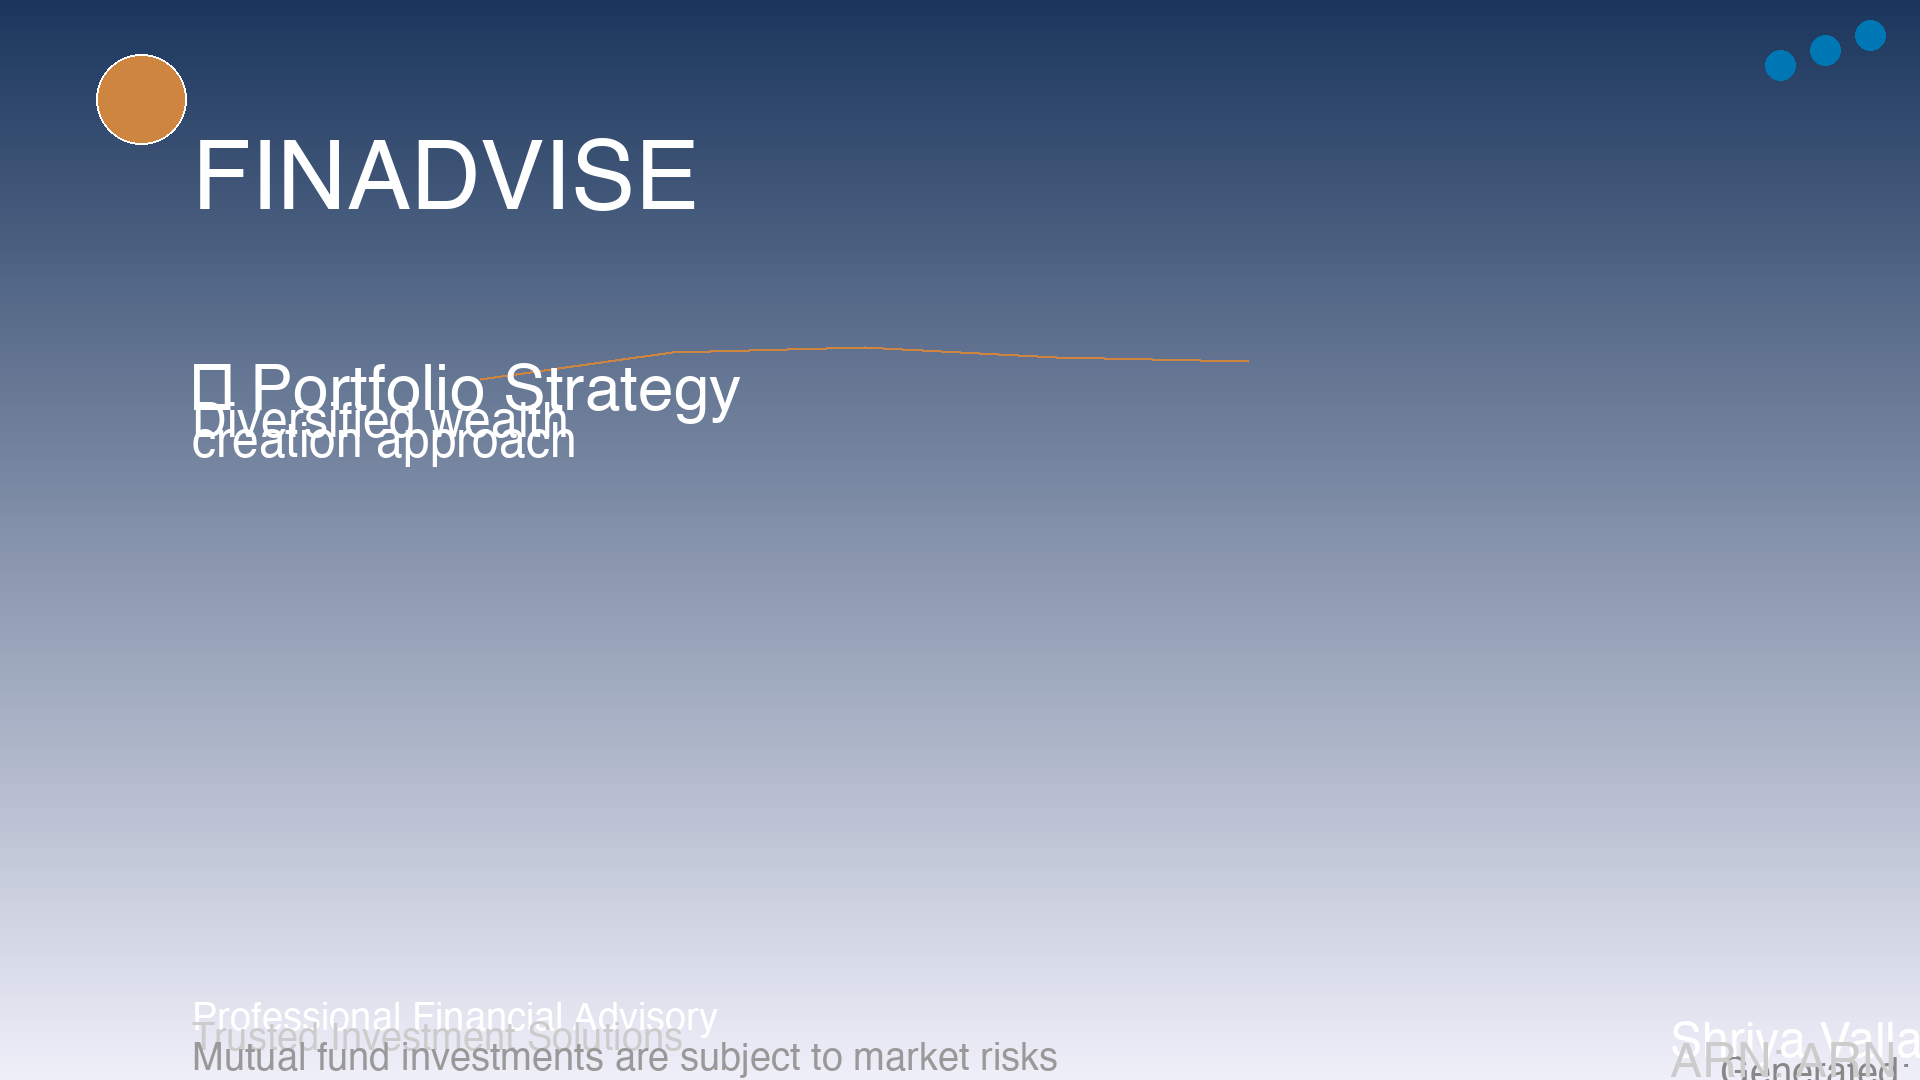 FINADVISE
Portfolio Strategy
Diversified wealth
creation approach
Professional Financial Advisory
Trusted Investment Solutions
Mutual fund investments are subject to market risks
Shriya Valla
ARN: ARN
Generated: